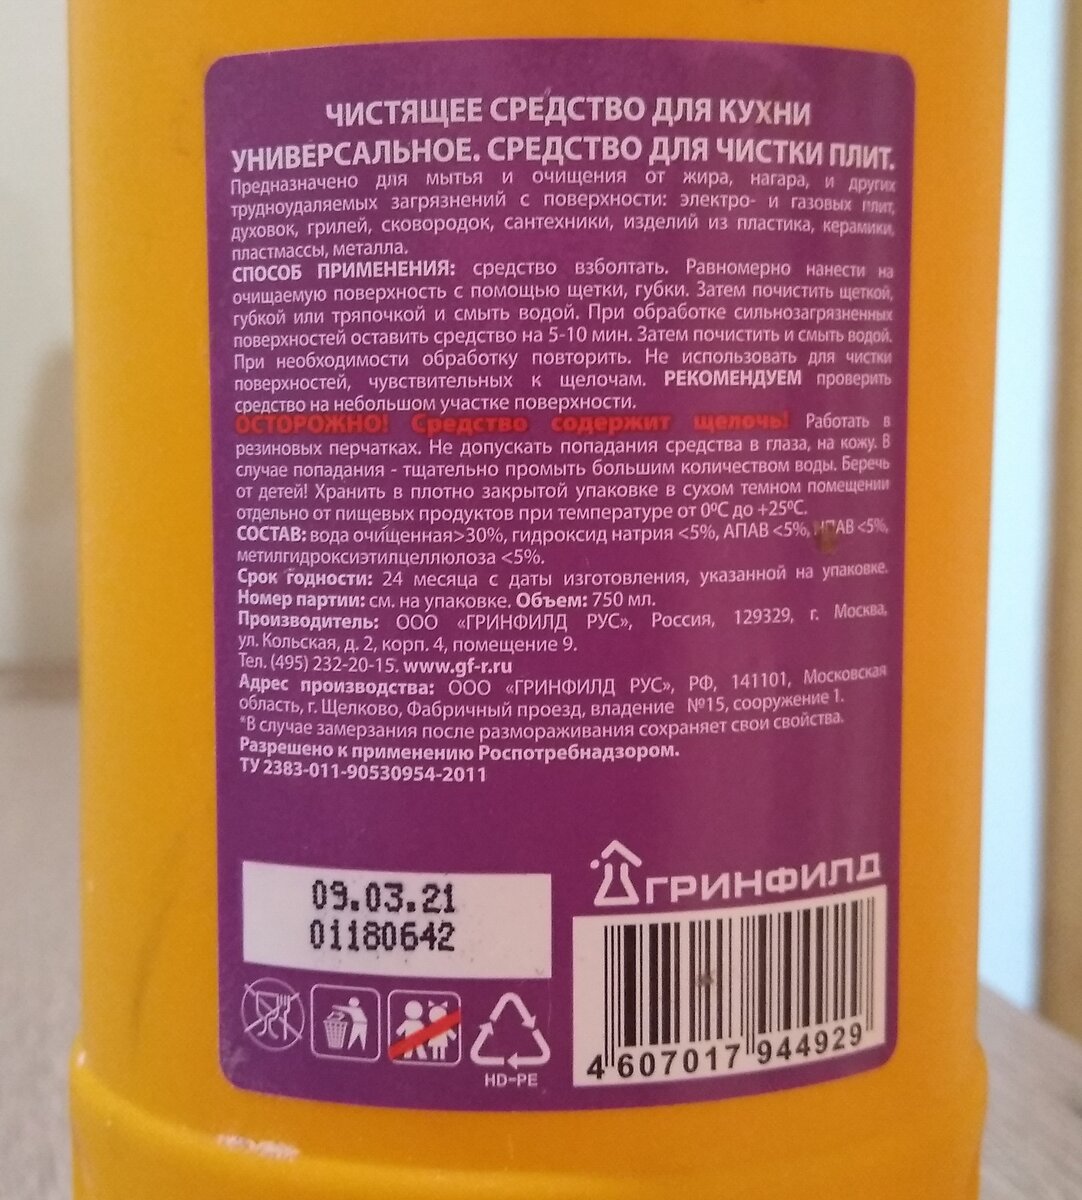 ЧИСТЯЩЕЕ СРЕДСТВО ДЛЯ КУХНИ
УНИВЕРСАЛЬНОЕ. СРЕДСТВО ДЛЯ ЧИСТКИ ПЛИТ.
Предназначено для мытья и очищения от жира, нагара, и других
трудноудаляемых загрязнений с поверхности: электро- и газовых плит,
духовок, грилей, сковородок, сантехники, изделий из пластика, керамики,
пластмассы, металла.
СПОСОБ ПРИМЕНЕНИЯ: средство взболтать. Равномерно нанести на
очищаемую поверхность с помощью щетки, губки. Затем почистить щеткой,
губкой или тряпочкой и смыть водой. При обработке сильнозагрязненных
поверхностей оставить средство на 5-10 мин. Затем почистить и смыть водой.
При необходимости обработку повторить. Не использовать для чистки
поверхностей, чувствительных к щелочам. РЕКОМЕНДУЕМ проверить
средство на небольшом участке поверхности.
ОСТОРОЖНО! Средство содержит щелочь! Работать в
резиновых перчатках. Не допускать попадания средства в глаза, на кожу. В
случае попадания - тщательно промыть большим количеством воды. Беречь
от детей! Хранить в плотно закрытой упаковке в сухом темном помещении
отдельно от пищевых продуктов при температуре от 0ºС до +25ºС.
СОСТАВ: вода очищенная>30%, гидроксид натрия <5%, АПАВ <5%, НПАВ <5%,
метилгидроксиэтилцеллюлоза <5%.
Срок годности: 24 месяца с даты изготовления, указанной на упаковке.
Номер партии: см. на упаковке. Объем: 750 мл.
Производитель: ООО «ГРИНФИЛД РУС», Россия, 129329, г. Москва,
ул. Кольская, д. 2, корп. 4, помещение 9.
Тел. (495) 232-20-15. www.gf-r.ru
Адрес производства: ООО «ГРИНФИЛД РУС», РФ, 141101, Московская
область, г. Щелково, Фабричный проезд, владение №15, сооружение 1.
*В случае замерзания после размораживания сохраняет свои свойства.
Разрешено к применению Роспотребнадзором.
ТУ 2383-011-90530954-2011
09.03.21
01180642
ГРИНФИЛД
HD-PE
4 607017 944929